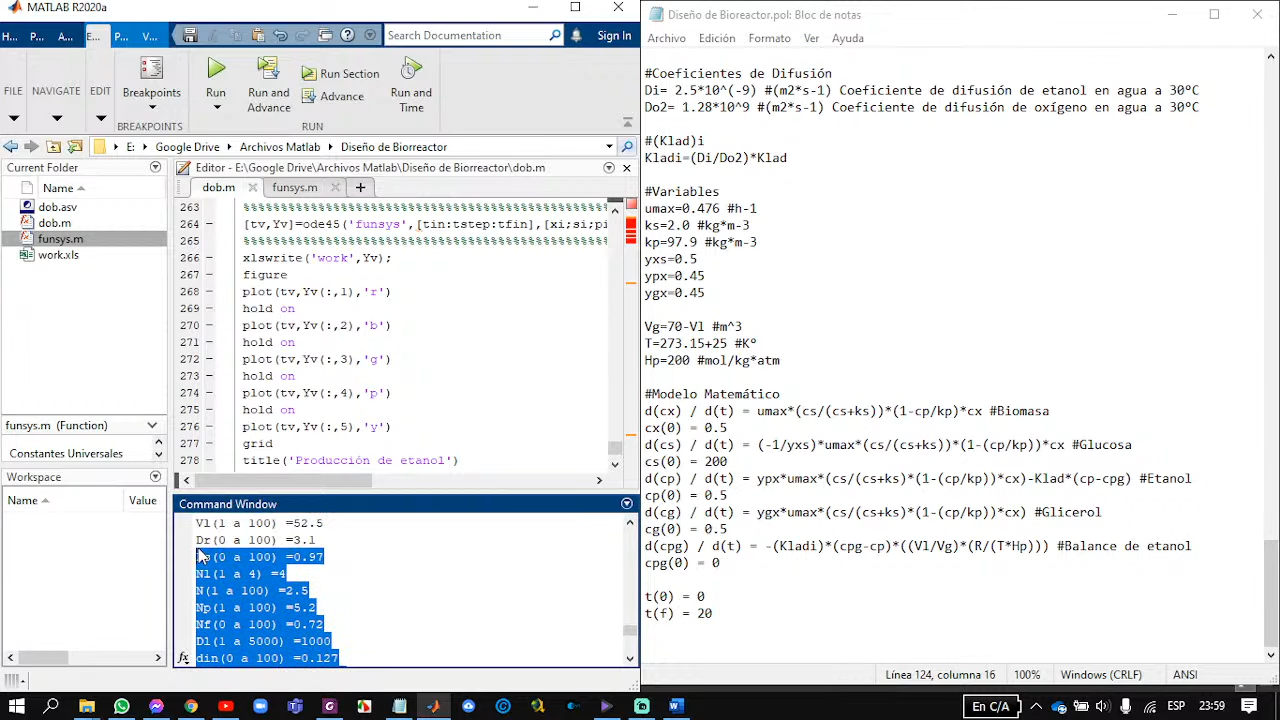 MATLAB R2020a
H... P... A... E... P... V...
Search Documentation
Sign In
FILE
NAVIGATE
EDIT
Breakpoints
Run
Run and Advance
Run Section
Advance
Run and Time
BREAKPOINTS
RUN
E: Google Drive Archivos Matlab Diseño de Biorreactor
Current Folder
Name
dob.asv
dob.m
funsys.m
work.xls
funsys.m (Function)
Constantes Universales
Workspace
Name Value
Editor - E:\Google Drive\Archivos Matlab\Diseño de Biorreactor\dob.m
dob.m
funsys.m
263 %%%%%%%%%%%%%%%%%%%%%%%%%%%%%%%%%%%%%%%%%%%%%%%
264 [tv,Yv]=ode45('funsys',[tin:tstep:tfin],[xi;si;pi
265 %%%%%%%%%%%%%%%%%%%%%%%%%%%%%%%%%%%%%%%%%%%%%%%
266 xlswrite('work',Yv);
267 figure
268 plot(tv,Yv(:,1),'r')
269 hold on
270 plot(tv,Yv(:,2),'b')
271 hold on
272 plot(tv,Yv(:,3),'g')
273 hold on
274 plot(tv,Yv(:,4),'p')
275 hold on
276 plot(tv,Yv(:,5),'y')
277 grid
278 title('Producción de etanol')
Command Window
Vl(1 a 100) =52.5
Dr(0 a 100) =3.1
(0 a 100) =0.97
Nl(1 a 4) =4
N(1 a 100) =2.5
Np(1 a 100) =5.2
Nf(0 a 100) =0.72
Dl(1 a 5000) =1000
din(0 a 100) =0.127
fx
Diseño de Bioreactor.pol: Bloc de notas
Archivo Edición Formato Ver Ayuda
#Coeficientes de Difusión
Di= 2.5*10^(-9) #(m2*s-1) Coeficiente de difusión de etanol en agua a 30ºC
Do2= 1.28*10^9 #(m2*s-1) Coeficiente de difusión de oxígeno en agua a 30ºC
#(Klad)i
Kladi=(Di/Do2)*Klad
#Variables
umax=0.476 #h-1
ks=2.0 #kg*m-3
kp=97.9 #kg*m-3
yxs=0.5
ypx=0.45
ygx=0.45
Vg=70-Vl #m^3
T=273.15+25 #Kº
Hp=200 #mol/kg*atm
#Modelo Matemático
d(cx) / d(t) = umax*(cs/(cs+ks))*(1-cp/kp)*cx #Biomasa
cx(0) = 0.5
d(cs) / d(t) = (-1/yxs)*umax*(cs/(cs+ks))*(1-(cp/kp))*cx #Glucosa
cs(0) = 200
d(cp) / d(t) = ypx*umax*(cs/(cs+ks)*(1-(cp/kp))*cx)-Klad*(cp-cpg) #Etanol
cp(0) = 0.5
d(cg) / d(t) = ygx*umax*(cs/(cs+ks)*(1-(cp/kp))*cx) #Glicerol
cg(0) = 0.5
d(cpg) / d(t) = -(Kladi)*(cpg-cp)*((Vl/Vg)*(R/(T*Hp))) #Balance de etanol
cpg(0) = 0
t(0) = 0
t(f) = 20
Línea 124, columna 16 100% Windows (CRLF) ANSI
En C/A
ESP
23:59